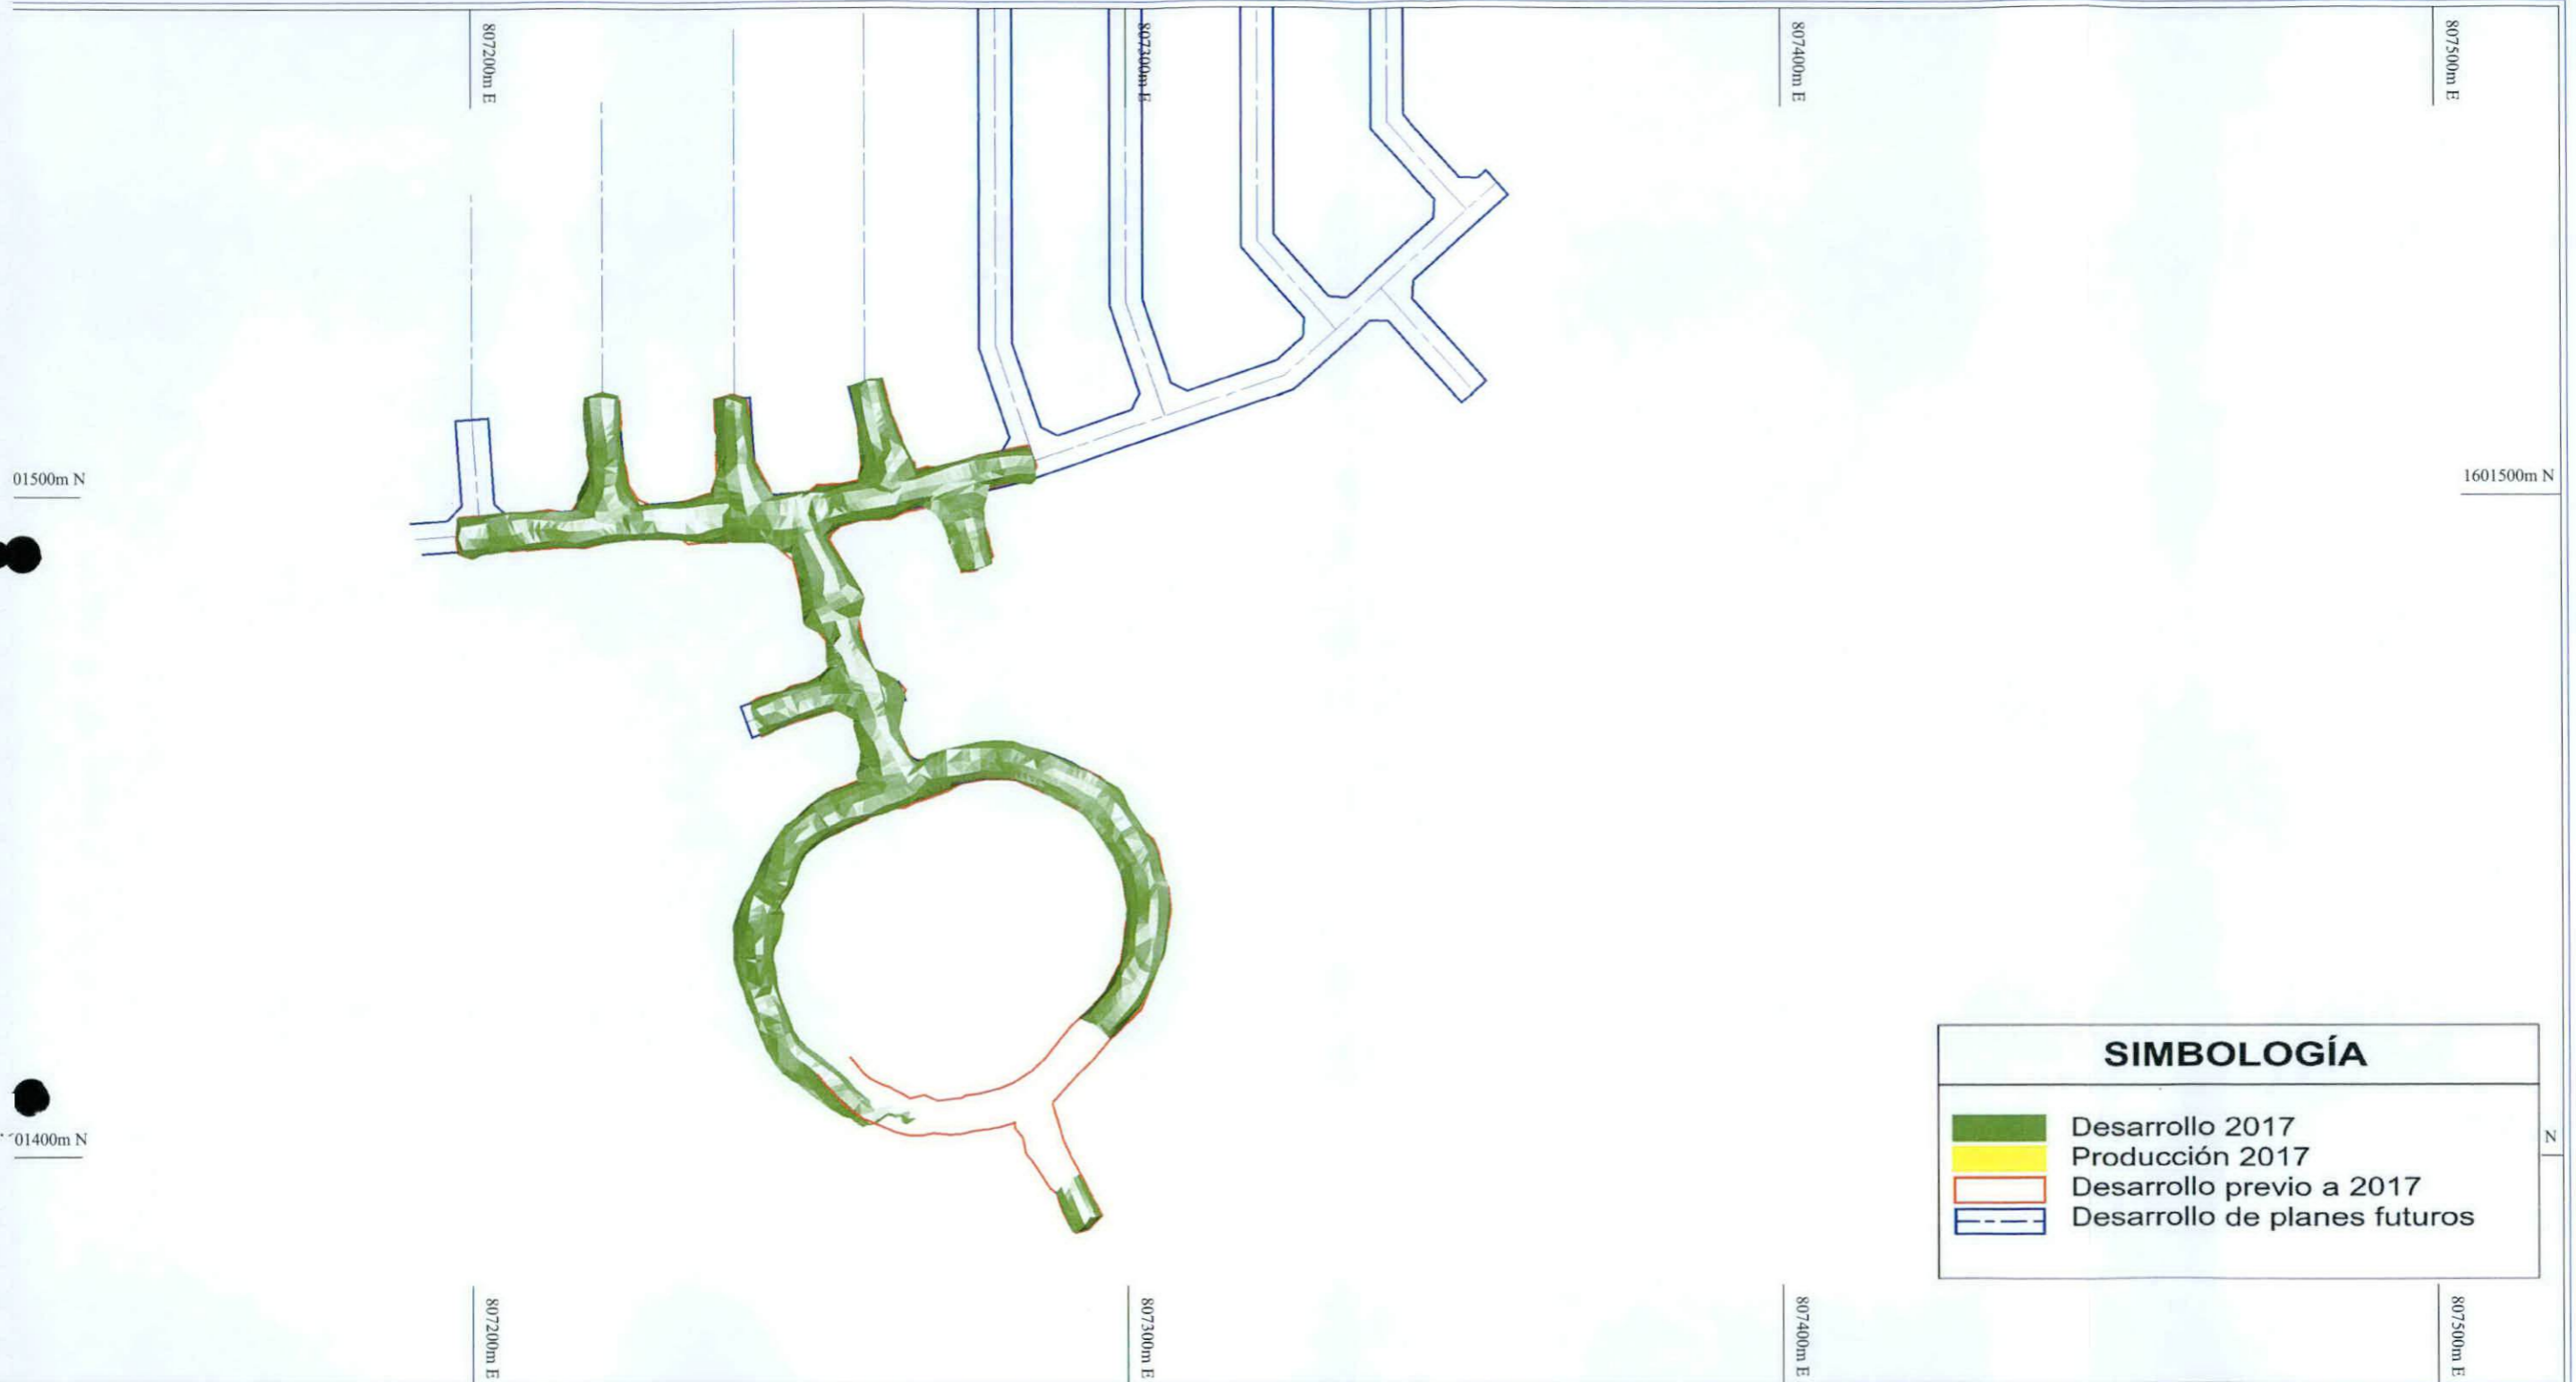 807200m E
807300m E
807400m E
807500m E
01500m N
1601500m N
01400m N
N
SIMBOLOGÍA
Desarrollo 2017
Producción 2017
Desarrollo previo a 2017
Desarrollo de planes futuros
807200m E
807300m E
807400m E
807500m E